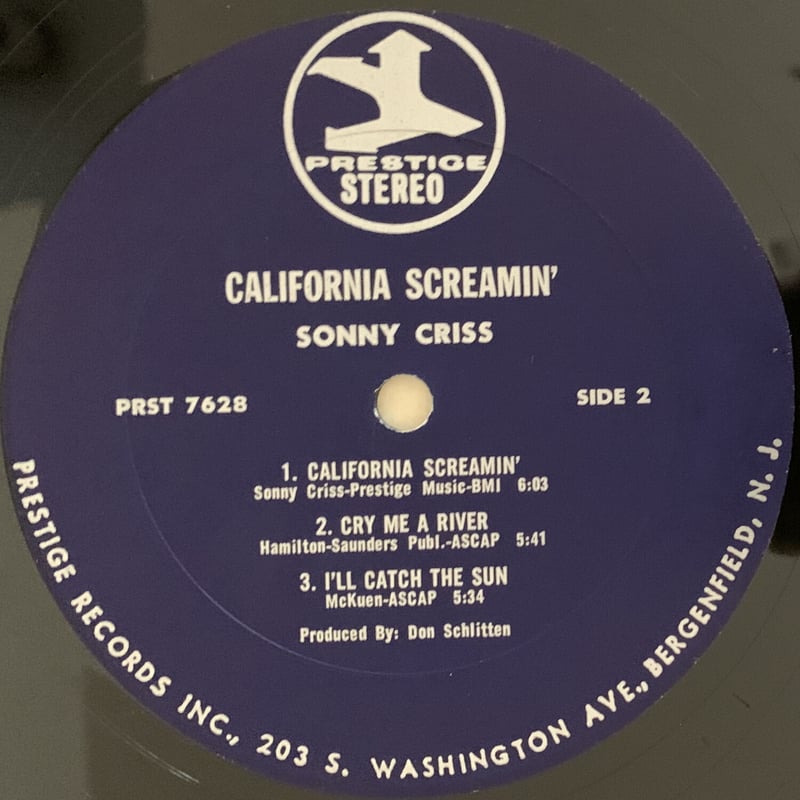 PRESTIGE
STEREO
CALIFORNIA SCREAMIN'
SONNY CRISS
PRST 7628
SIDE 2
1. CALIFORNIA SCREAMIN'
Sonny Criss-Prestige Music-BMI 6:03
2. CRY ME A RIVER
Hamilton-Saunders Publ.-ASCAP 5:41
3. I'LL CATCH THE SUN
McKuen-ASCAP 5:34
Produced By: Don Schlitten
PRESTIGE RECORDS INC., 203 S. WASHINGTON AVE., BERGENFIELD, N. J.